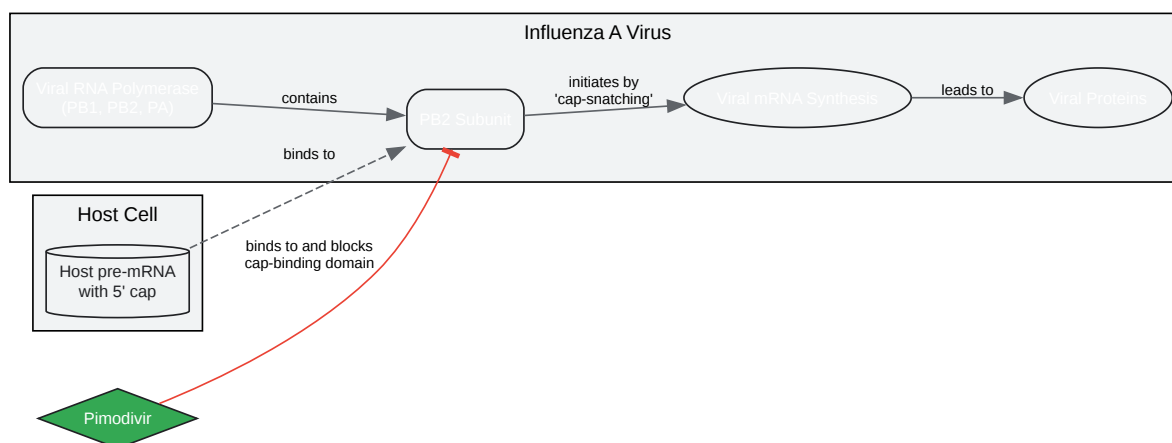 Influenza A Virus
Viral RNA Polymerase
(PB1, PB2, PA)
contains
PB2 Subunit
initiates by
'cap-snatching'
Viral mRNA Synthesis
leads to
Viral Proteins
binds to
Host Cell
Host pre-mRNA
with 5' cap
binds to and blocks
cap-binding domain
Pimodivir